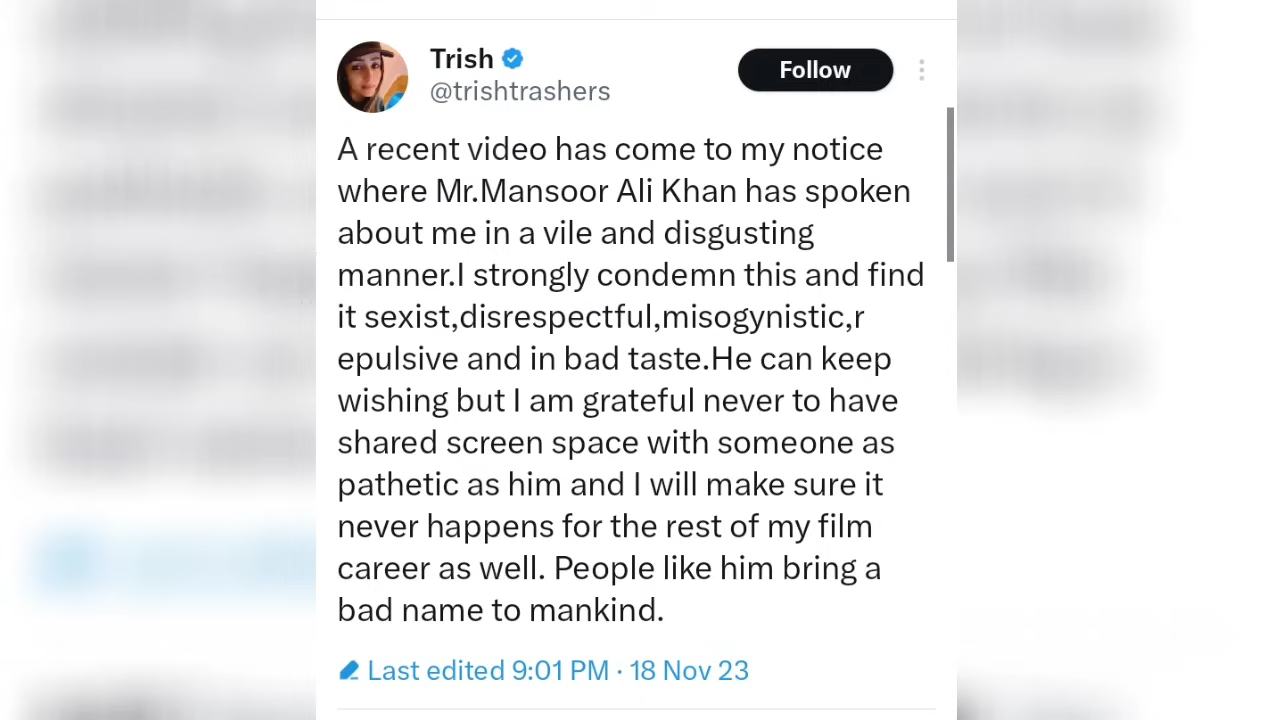 Trish
@trishtrashers
Follow
A recent video has come to my notice
where Mr.Mansoor Ali Khan has spoken
about me in a vile and disgusting
manner.I strongly condemn this and find
it sexist,disrespectful,misogynistic,r
epulsive and in bad taste.He can keep
wishing but I am grateful never to have
shared screen space with someone as
pathetic as him and I will make sure it
never happens for the rest of my film
career as well. People like him bring a
bad name to mankind.
Last edited 9:01 PM · 18 Nov 23